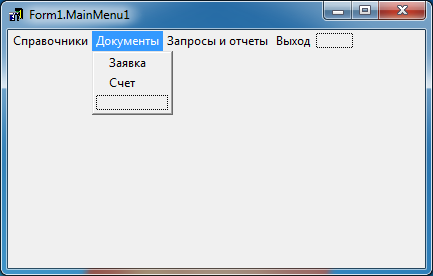 Form1.MainMenu1
Справочники Документы Запросы и отчеты Выход
Заявка
Счет